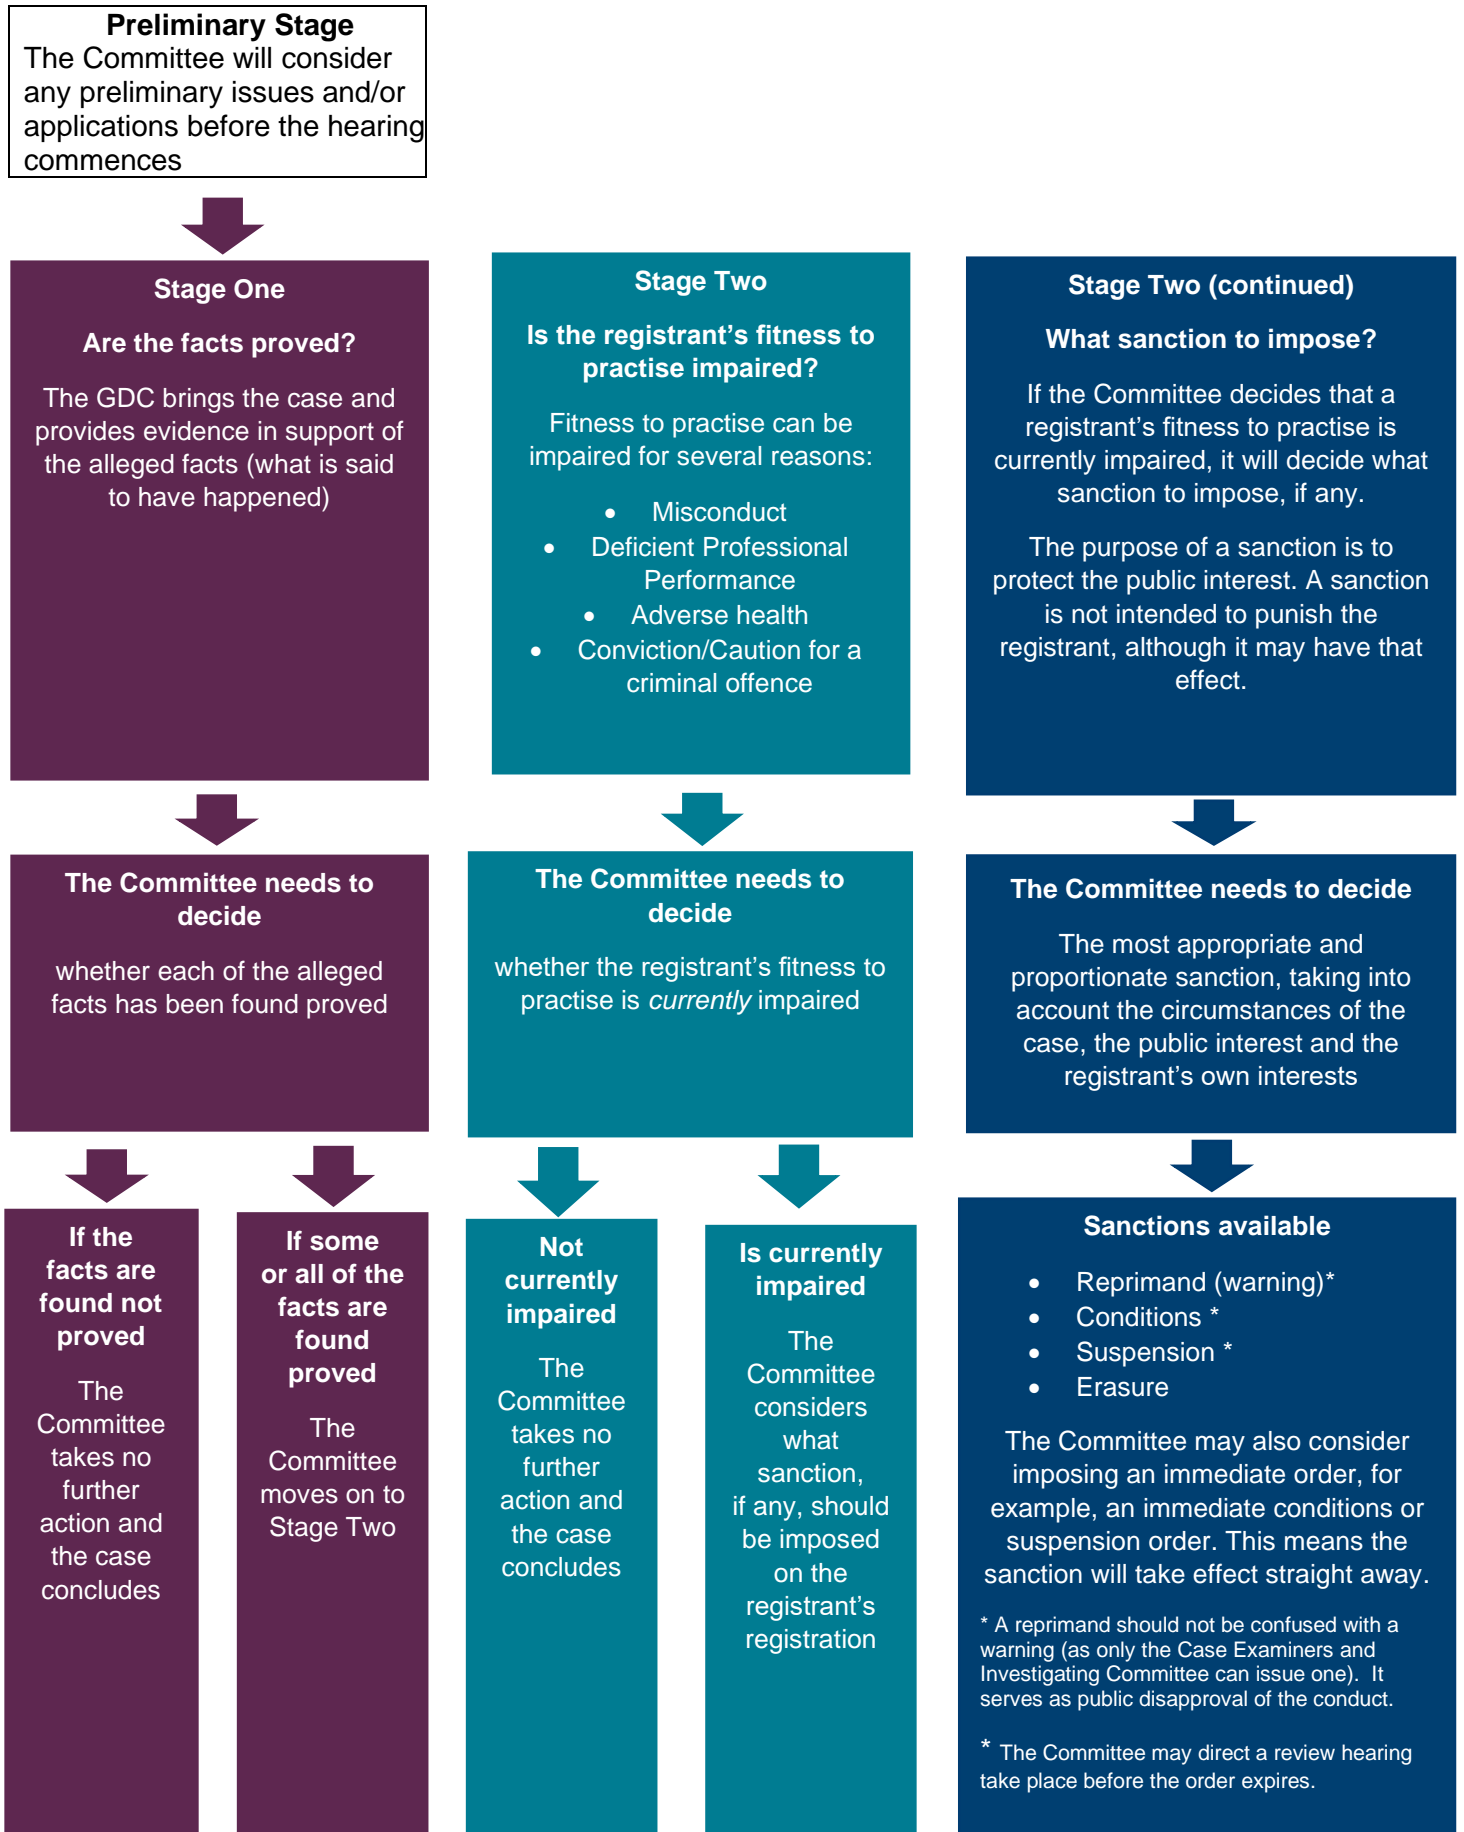 Preliminary Stage
The Committee will consider
any preliminary issues and/or
applications before the hearing
commences
Stage One
Are the facts proved?
The GDC brings the case and
provides evidence in support of
the alleged facts (what is said
to have happened)
The Committee needs to
decide
whether each of the alleged
facts has been found proved
If the
facts are
found not
proved
The
Committee
takes no
further
action and
the case
concludes
If some
or all of the
facts are
found
proved
The
Committee
moves on to
Stage Two
Stage Two
Is the registrant’s fitness to
practise impaired?
Fitness to practise can be
impaired for several reasons:
• Misconduct
• Deficient Professional
Performance
• Adverse health
• Conviction/Caution for a
criminal offence
The Committee needs to
decide
whether the registrant’s fitness to
practise is currently impaired
Not
currently
impaired
The
Committee
takes no
further
action and
the case
concludes
Is currently
impaired
The
Committee
considers
what
sanction,
if any, should
be imposed
on the
registrant’s
registration
Stage Two (continued)
What sanction to impose?
If the Committee decides that a
registrant’s fitness to practise is
currently impaired, it will decide what
sanction to impose, if any.
The purpose of a sanction is to
protect the public interest. A sanction
is not intended to punish the
registrant, although it may have that
effect.
The Committee needs to decide
The most appropriate and
proportionate sanction, taking into
account the circumstances of the
case, the public interest and the
registrant’s own interests
Sanctions available
• Reprimand (warning)*
• Conditions *
• Suspension *
• Erasure
The Committee may also consider
imposing an immediate order, for
example, an immediate conditions or
suspension order. This means the
sanction will take effect straight away.
* A reprimand should not be confused with a
warning (as only the Case Examiners and
Investigating Committee can issue one). It
serves as public disapproval of the conduct.
* The Committee may direct a review hearing
take place before the order expires.